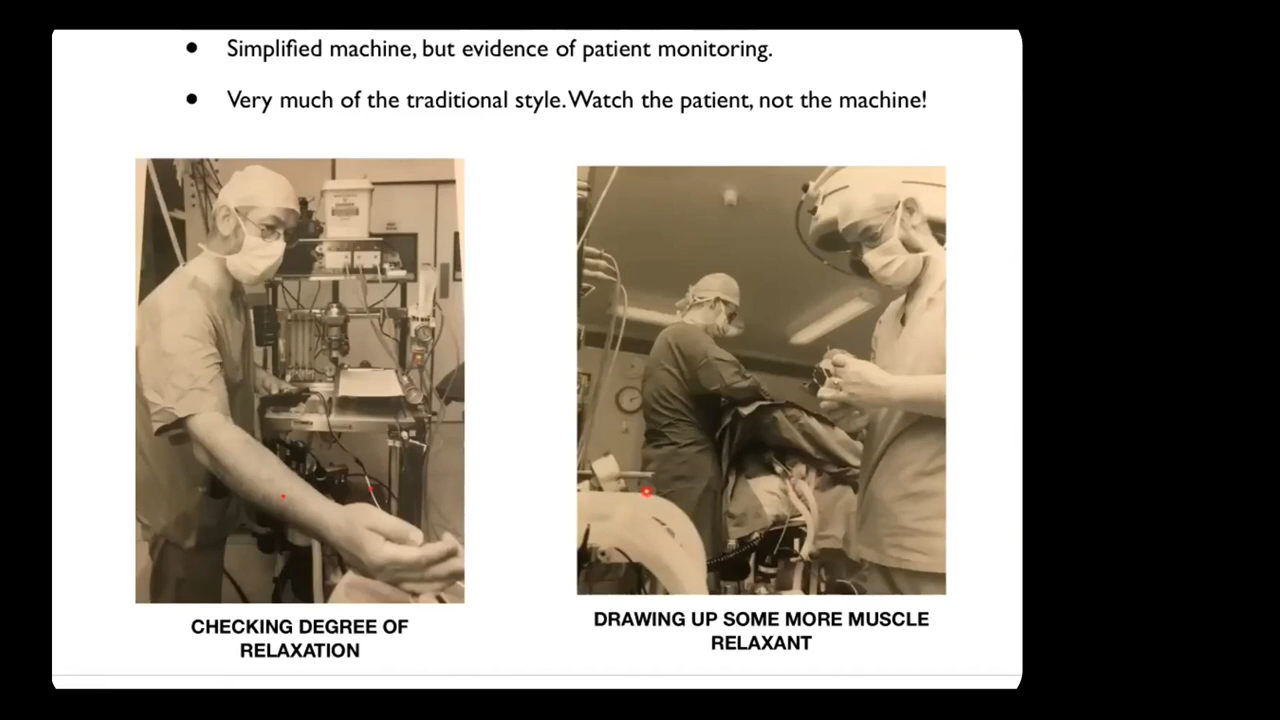 Simplified machine, but evidence of patient monitoring.
Very much of the traditional style. Watch the patient, not the machine!
CHECKING DEGREE OF
RELAXATION
DRAWING UP SOME MORE MUSCLE
RELAXANT